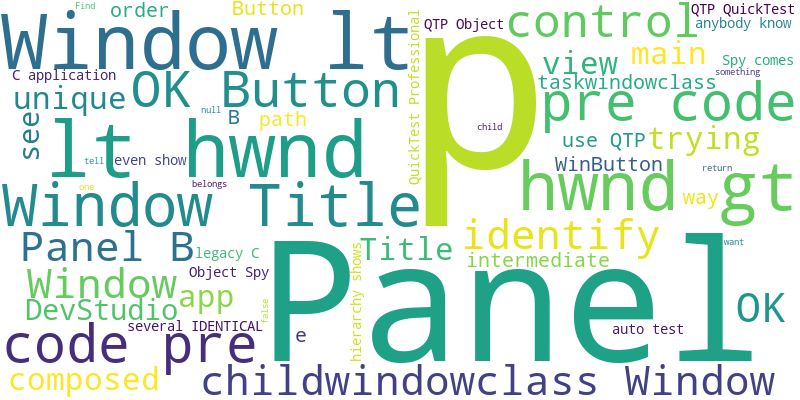 Find
order
Button
QTP Object
QTP QuickTest
anybody know
Window lt
control
main
Spy comes
C application
view
something
unique
OK Button
taskwindowclass
pre code
null
B
path
see
lt hwnd
p
QuickTest Professional
child
use QTP
trying
tell
even show
WinButton
return
one
belongs
hwnd gt
way
Window Title
Panel B
identify
legacy C
Title
want
Object Spy
intermediate
Window
app
hierarchy shows
Panel
DevStudio
false
OK
several IDENTICAL
e
auto test
code pre
composed
childwindowclass Window